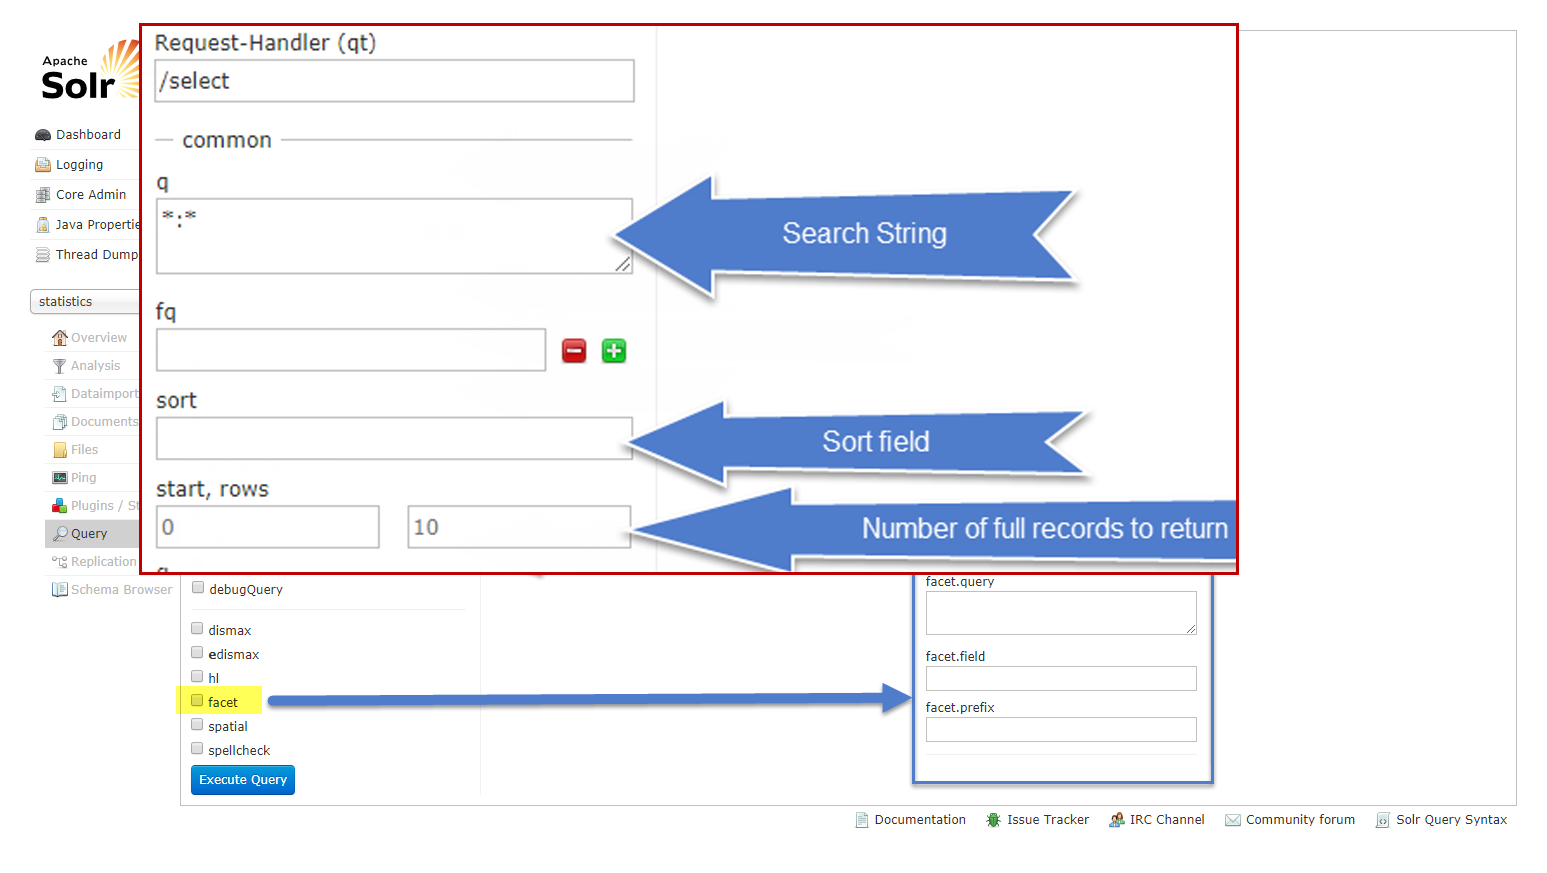 Apache
Solr
Dashboard
Logging
Core Admin
Java Propertie
Thread Dump
statistics
Overview
Analysis
Dataimport
Documents
Files
Ping
Plugins / St
Query
Replication
Schema Browser
Request-Handler (qt)
/select
common
q
*:*
Search String
fq
sort
Sort field
start, rows
0
10
Number of full records to return
debugQuery
dismax
edismax
hl
facet
spatial
spellcheck
Execute Query
facet.query
facet.field
facet.prefix
Documentation
Issue Tracker
IRC Channel
Community forum
Solr Query Syntax